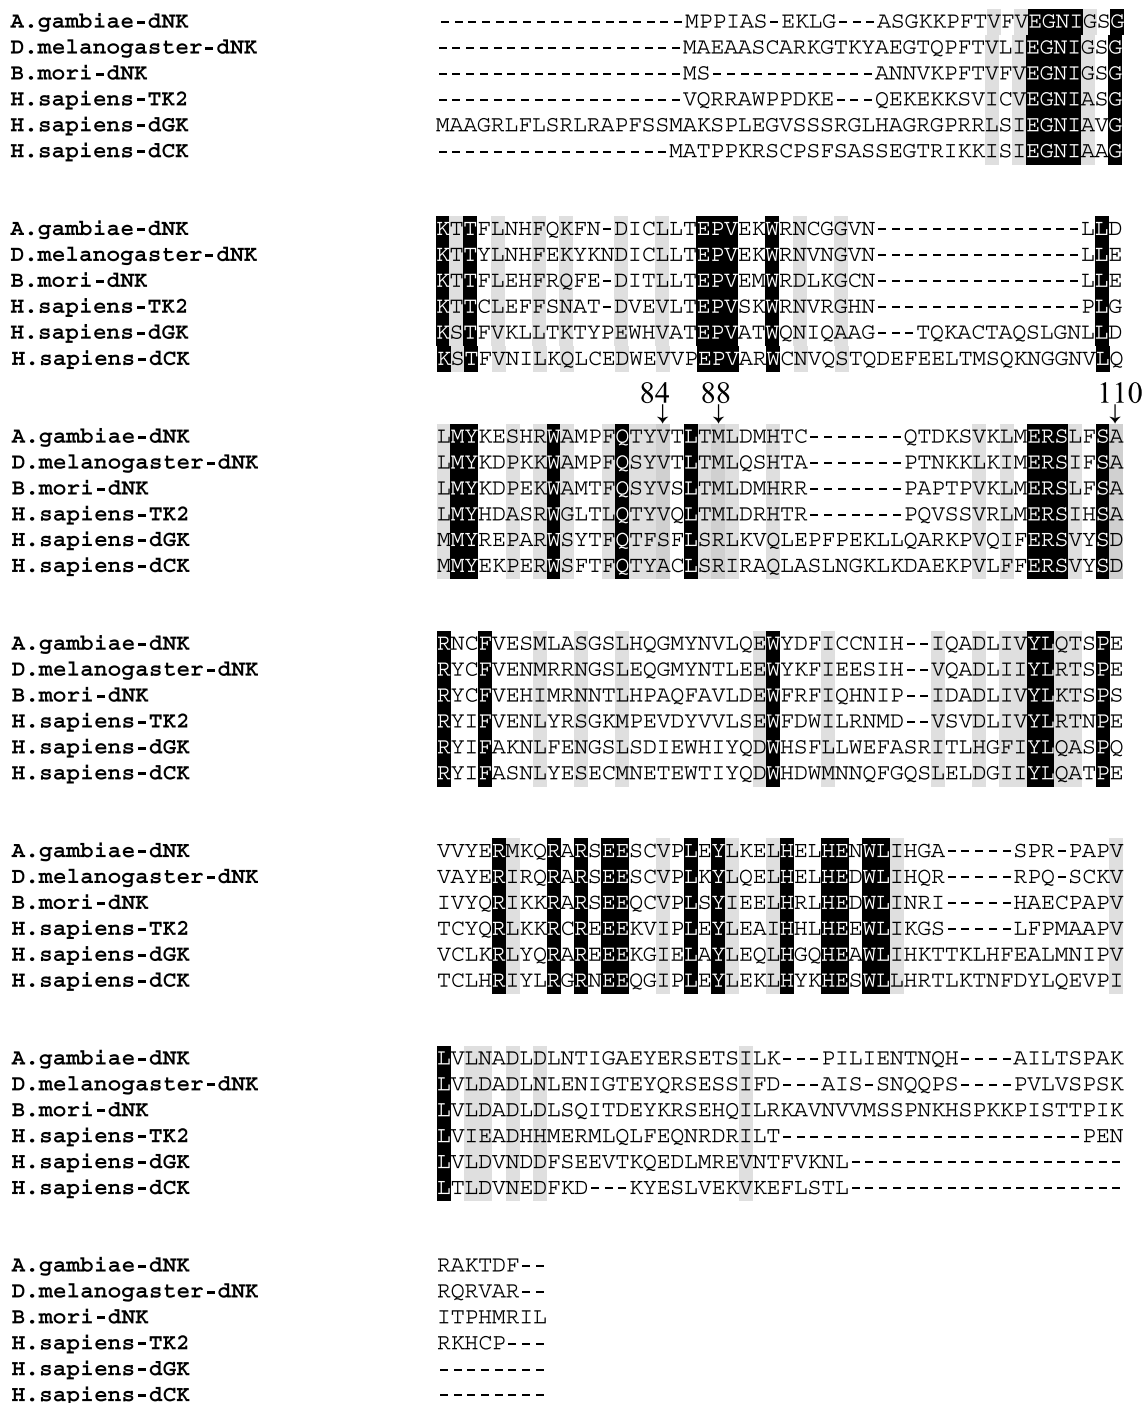 A.gambiae-dNK ------------------MPPIAS-EKLG---ASGKKPFTVFVEGNIGSG
D.melanogaster-dNK ------------------MAEAASCARKGTKYAEGTQPFTVLIEGNIGSG
B.mori-dNK ------------------MS------------ANNVKPFTVFVEGNIGSG
H.sapiens-TK2 ------------------VQRRAWPPDKE---QEKEKKSVICVEGNIASG
H.sapiens-dGK MAAGRLFLSRLRAPFSSMAKSPLEGVSSSRGLHAGRGPRRLSIEGNIAVG
H.sapiens-dCK -----------------MATPPKRSCPSFSASSEGTRIKKISIEGNIAAG
A.gambiae-dNK KTTFLNHFQKFN-DICLLTEPVEKWRNCGGVN---------------LLD
D.melanogaster-dNK KTTYLNHFEKYKNDICLLTEPVEKWRNVNGVN---------------LLE
B.mori-dNK KTTFLEHFRQFE-DITLLTEPVEMWRDLKGCN---------------LLE
H.sapiens-TK2 KTTCLEFFSNAT-DVEVLTEPVSKWRNVRGHN---------------PLG
H.sapiens-dGK KSTFVKLLTKTYPEWHVATEPVATWQNIQAAG--TQKACTAQSLGNLLD
H.sapiens-dCK KSTFVNILKQLCEDWEVVPEPVARWCNVQSTQDEFEELTMSQKNGGNVLQ
84 88 110
A.gambiae-dNK LMYKESHRWAMPFQTYVTLTMLDMHTC-------QTDKSVKLMERSLFSA
D.melanogaster-dNK LMYKDPKKWAMPFQSYVTLTMLQSHTA-------PTNKKLKIMERSIFSA
B.mori-dNK LMYKDPEKWAMTFQSYVSLTMLDMHRR-------PAPTPVKLMERSLFSA
H.sapiens-TK2 LMYHDASRWGLTLQTYVQLTMLDRHTR-------PQVSSVRLMERSIHSA
H.sapiens-dGK MMYREPARWSYTFQTFSFLSRLKVQLEPFPEKLLQARKPVQIFERSVYSD
H.sapiens-dCK MMYEKPERWSFTFQTYACLSRIRAQLASLNGKLKDAEKPVLFFERSVYSD
A.gambiae-dNK RNCFVESMLASGSLHQGMYNVLQEWYDFICCNIH--IQADLIVYLQTSPE
D.melanogaster-dNK RYCFVENMRRNGSLEQGMYNTLEEWYKFIEESIH--VQADLIIYLRTSPE
B.mori-dNK RYCFVEHIMRNNTLHPAQFAVLDEWFRFIQHNIP--IDADLIVYLKTSPS
H.sapiens-TK2 RYIFVENLYRSGKMPEVDYVVLSEWFDWILRNMD--VSVDLIVYLRTNPE
H.sapiens-dGK RYIFAKNLFENGSLSDIEWHIYQDWHSFLLWEFASRITLHGFIYLQASPQ
H.sapiens-dCK RYIFASNLYESECMNETEWTIYQDWHDWMNNQFGQSLELDGIIYLQATPE
A.gambiae-dNK VVYERMKQRARSEESCVPLEYLKELHELHENWLIHGA-----SPR-PAPV
D.melanogaster-dNK VAYERIRQRARSEESCVPLKYLQELHELHEDWLIHQR-----RPQ-SCKV
B.mori-dNK IVYQRIKKRARSEEQCVPLSYIEELHRLHEDWLINRI-----HAECPAPV
H.sapiens-TK2 TCYQRLKKRCREEEKVIPLEYLEAIHHLHEEWLIKGS-----LFPMAAPV
H.sapiens-dGK VCLKRLYQRAREEEKGIELAYLEQLHGQHEAWLIHKTTKLHFEALMNIPV
H.sapiens-dCK TCLHRIYLRGRNEEQGIPLEYLEKLHYKHESWLLHRTLKTNFDYLQEVPI
A.gambiae-dNK LVLNADLDLNTIGAEYERSETSILK---PILIENTNQH----AILTSPAK
D.melanogaster-dNK LVLDADLNLENIGTEYQRSESSIFD---AIS-SNQQPS----PVLVSPSK
B.mori-dNK LVLDADLDLSQITDEYKRSEHQILRKAVNVVMSSPNKHSPKKPISTTPIK
H.sapiens-TK2 LVIEADHHMERMLQLFEQNRDRILT----------------------PEN
H.sapiens-dGK LVLDVNDDFSEEVTKQEDLMREVNTFVKNL--------------------
H.sapiens-dCK LTLDVNEDFKD---KYESLVEKVKEFLSTL--------------------
A.gambiae-dNK RAKTDF--
D.melanogaster-dNK RQRVAR--
B.mori-dNK ITPHMRIL
H.sapiens-TK2 RKHCP---
H.sapiens-dGK --------
H.sapiens-dCK --------